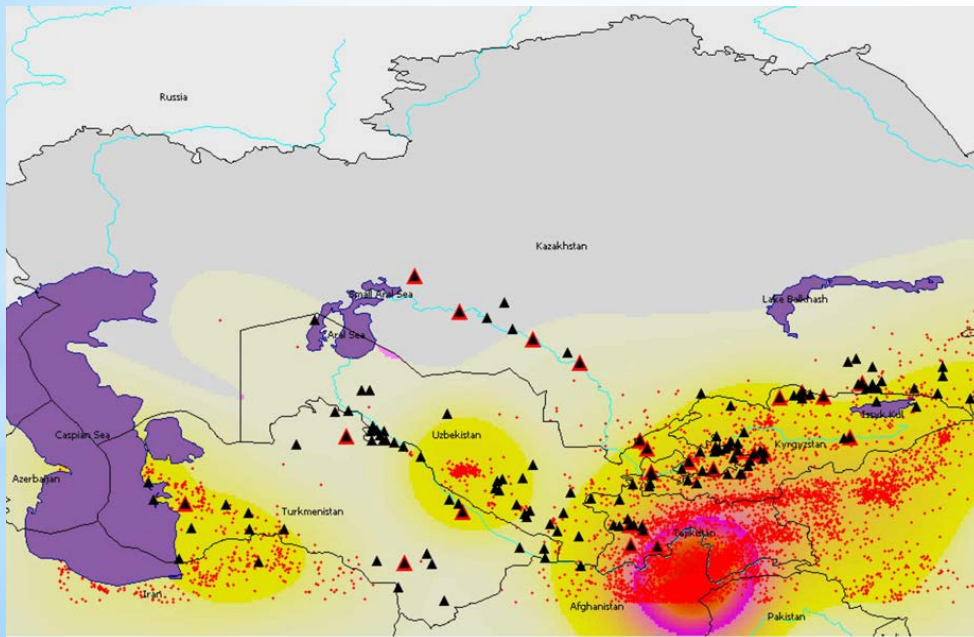 Russia
Kazakhstan
Small Aral Sea
Lake Balkhash
Aral Sea
Issyk Kul
Caspian Sea
Uzbekistan
Kyrgyzstan
Azerbaijan
Turkmenistan
Tajikistan
Iran
Afghanistan
Pakistan